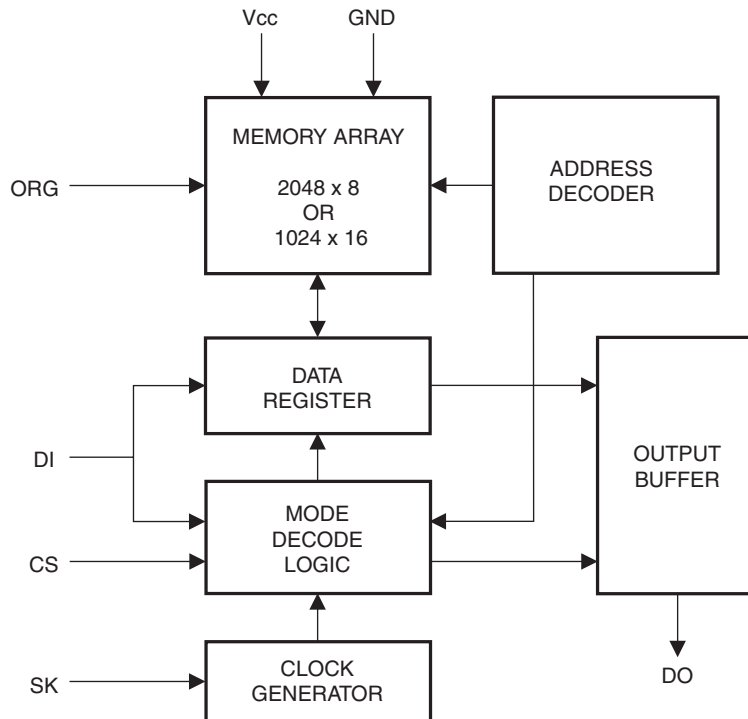 Vcc
GND
MEMORY ARRAY
2048 x 8
OR
1024 x 16
ADDRESS
DECODER
ORG
DATA
REGISTER
DI
OUTPUT
BUFFER
MODE
DECODE
LOGIC
CS
CLOCK
GENERATOR
SK
DO